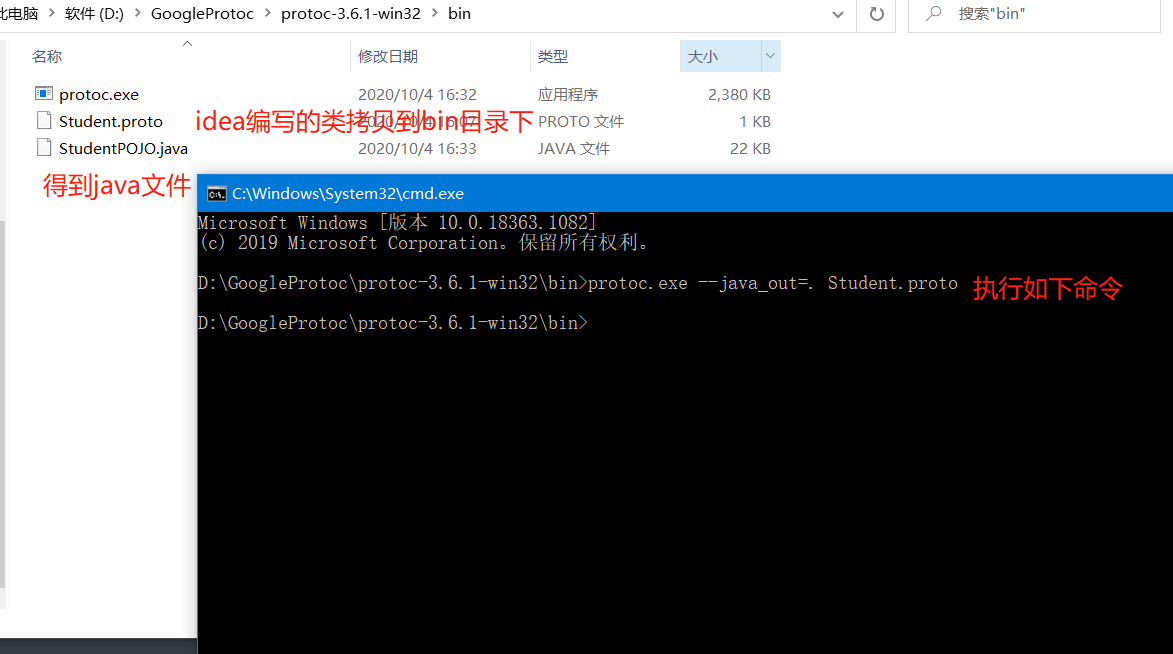 此电脑 > 软件 (D:) > GoogleProtoc > protoc-3.6.1-win32 > bin
搜索"bin"
名称 修改日期 类型 大小
protoc.exe 2020/10/4 16:32 应用程序 2,380 KB
Student.proto 2020/10/4 16:07 PROTO 文件 1 KB
idea编写的类拷贝到bin目录下
StudentPOJO.java 2020/10/4 16:33 JAVA 文件 22 KB
得到java文件
C:\Windows\System32\cmd.exe
Microsoft Windows [版本 10.0.18363.1082]
(c) 2019 Microsoft Corporation。保留所有权利。
D:\GoogleProtoc\protoc-3.6.1-win32\bin>protoc.exe --java_out=. Student.proto
执行如下命令
D:\GoogleProtoc\protoc-3.6.1-win32\bin>